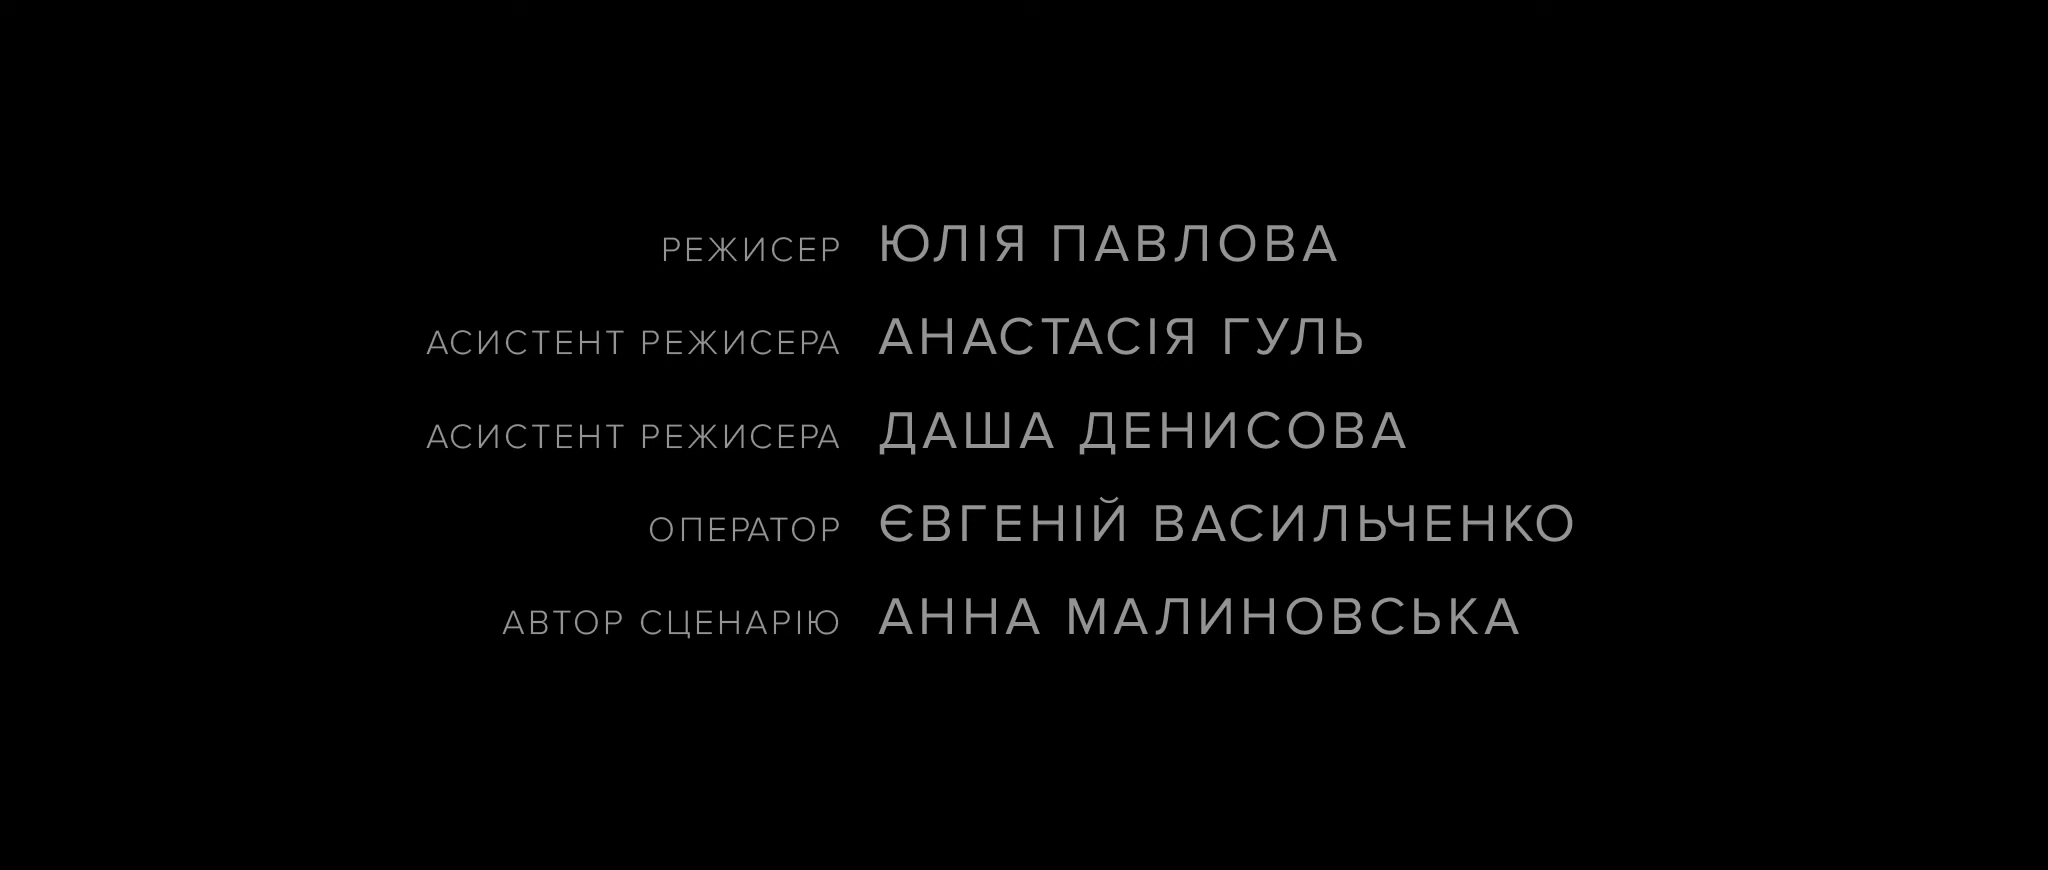 РЕЖИСЕР ЮЛІЯ ПАВЛОВА
АСИСТЕНТ РЕЖИСЕРА АНАСТАСІЯ ГУЛЬ
АСИСТЕНТ РЕЖИСЕРА ДАША ДЕНИСОВА
ОПЕРАТОР ЄВГЕНІЙ ВАСИЛЬЧЕНКО
АВТОР СЦЕНАРІЮ АННА МАЛИНОВСЬКА